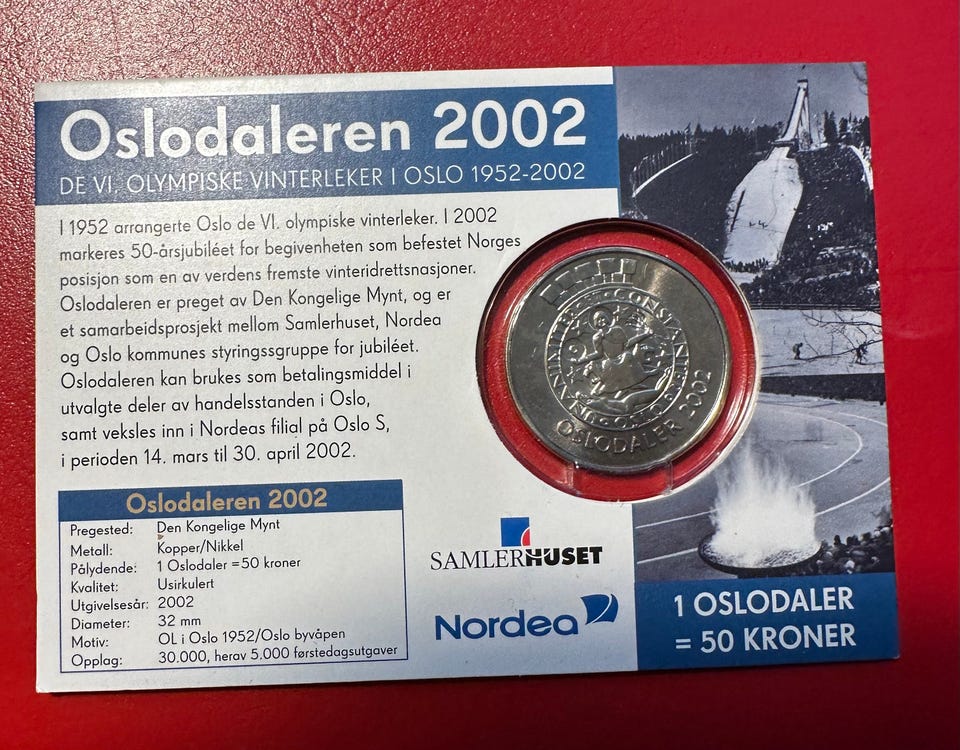 Oslodaleren 2002
DE VI. OLYMPISKE VINTERLEKER I OSLO 1952-2002
I 1952 arrangerte Oslo de VI. olympiske vinterleker. I 2002
markeres 50-årsjubiléet for begivenheten som befestet Norges
posisjon som en av verdens fremste vinteridrettsnasjoner.
Oslodaleren er preget av Den Kongelige Mynt, og er
et samarbeidsprosjekt mellom Samlerhuset, Nordea
og Oslo kommunes styringssgruppe for jubiléet.
Oslodaleren kan brukes som betalingsmiddel i
utvalgte deler av handelsstanden i Oslo,
samt veksles inn i Nordeas filial på Oslo S,
i perioden 14. mars til 30. april 2002.
UNANIMITER·ET·CONSTANTER·OSLO
OSLODALER 2002
Oslodaleren 2002
Pregested: Den Kongelige Mynt
Metall: Kopper/Nikkel
Pålydende: 1 Oslodaler =50 kroner
Kvalitet: Usirkulert
Utgivelsesår: 2002
Diameter: 32 mm
Motiv: OL i Oslo 1952/Oslo byvåpen
Opplag: 30.000, herav 5.000 førstedagsutgaver
SAMLERHUSET
Nordea
1 OSLODALER
= 50 KRONER